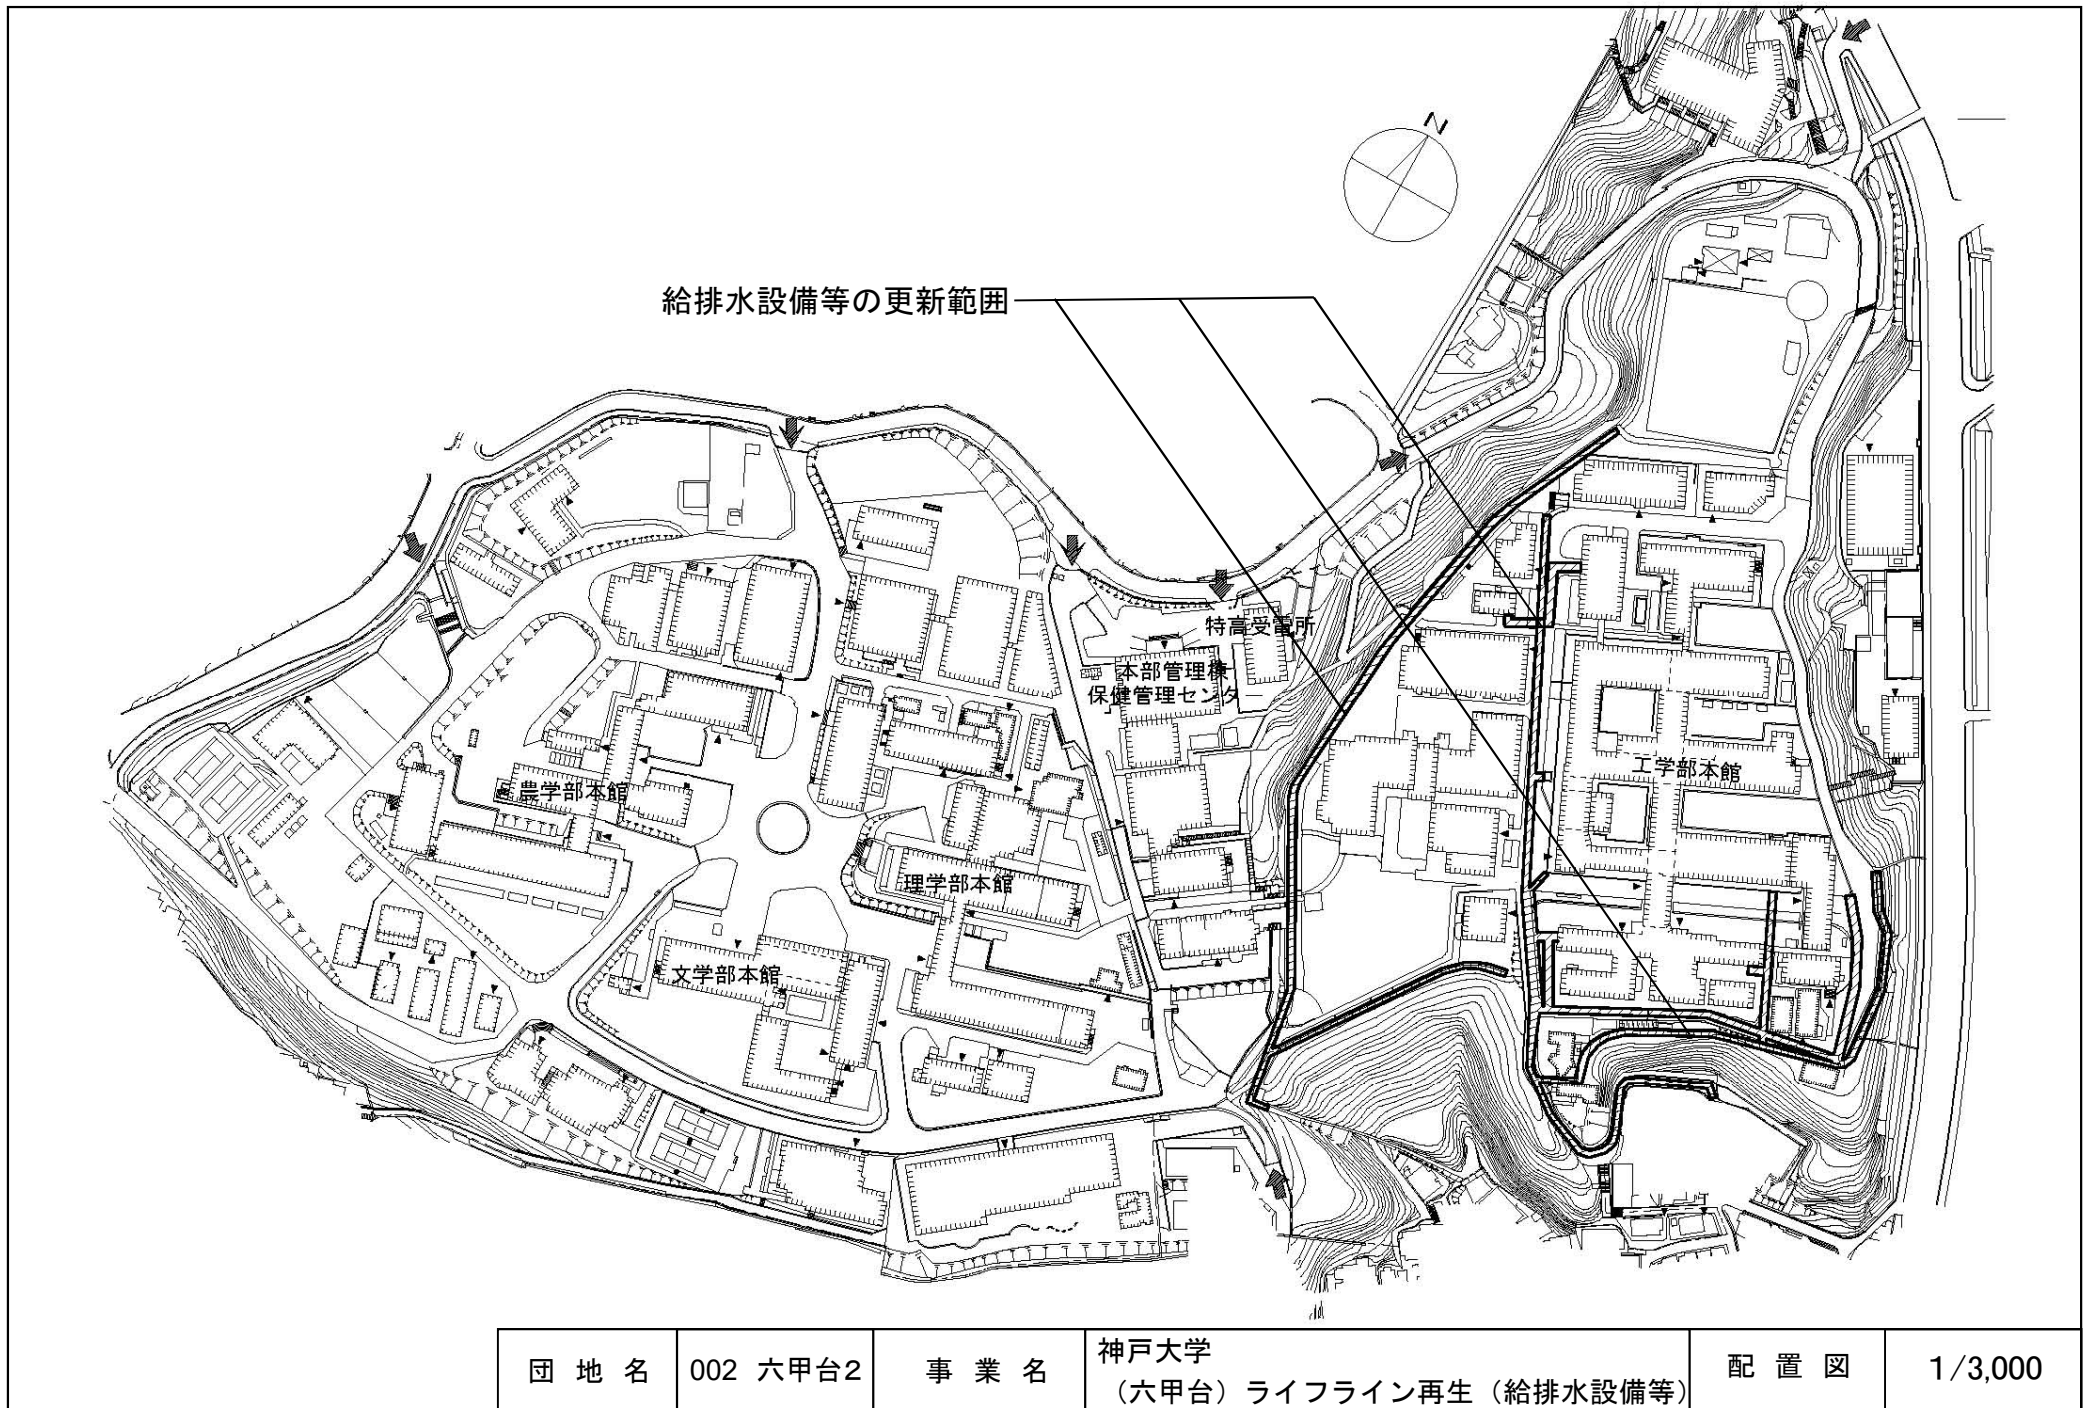 N
給排水設備等の更新範囲
特高受電所
本部管理棟
保健管理センター
農学部本館
工学部本館
理学部本館
文学部本館
団地名 002 六甲台2 事業名 神戸大学
（六甲台）ライフライン再生（給排水設備等） 配置図 1/3,000